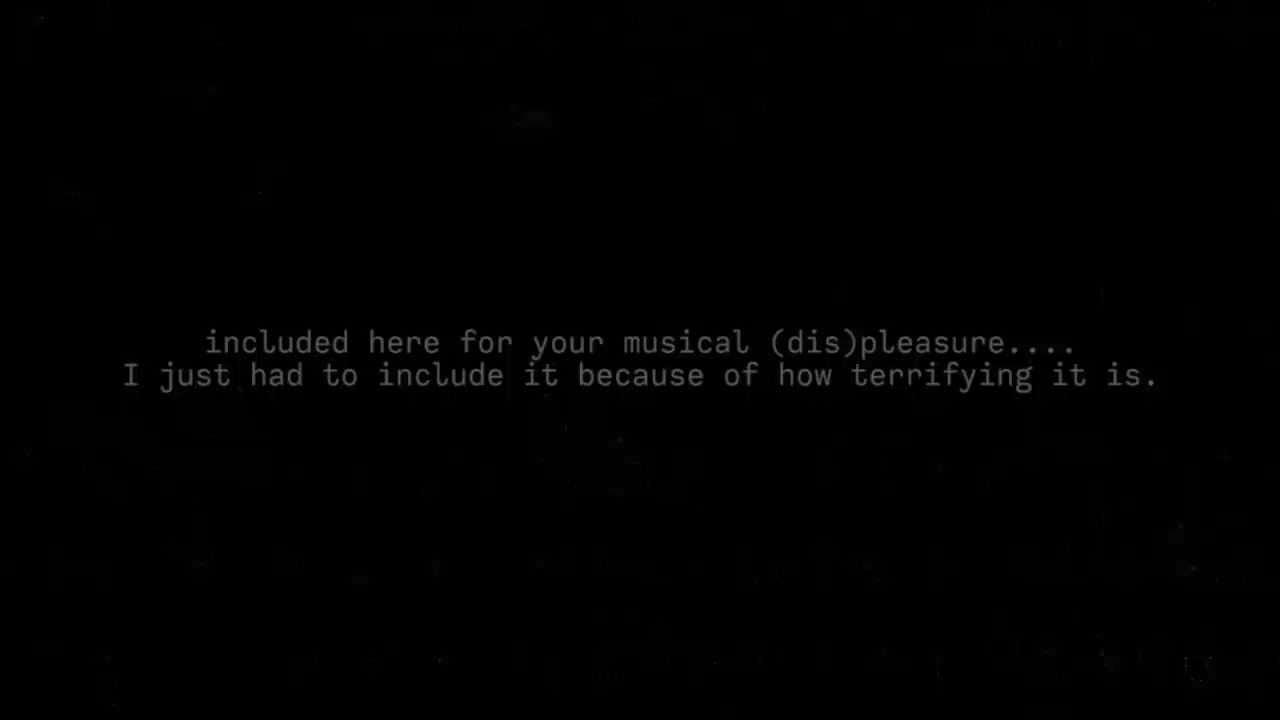 included here for your musical (dis)pleasure....
I just had to include it because of how terrifying it is.